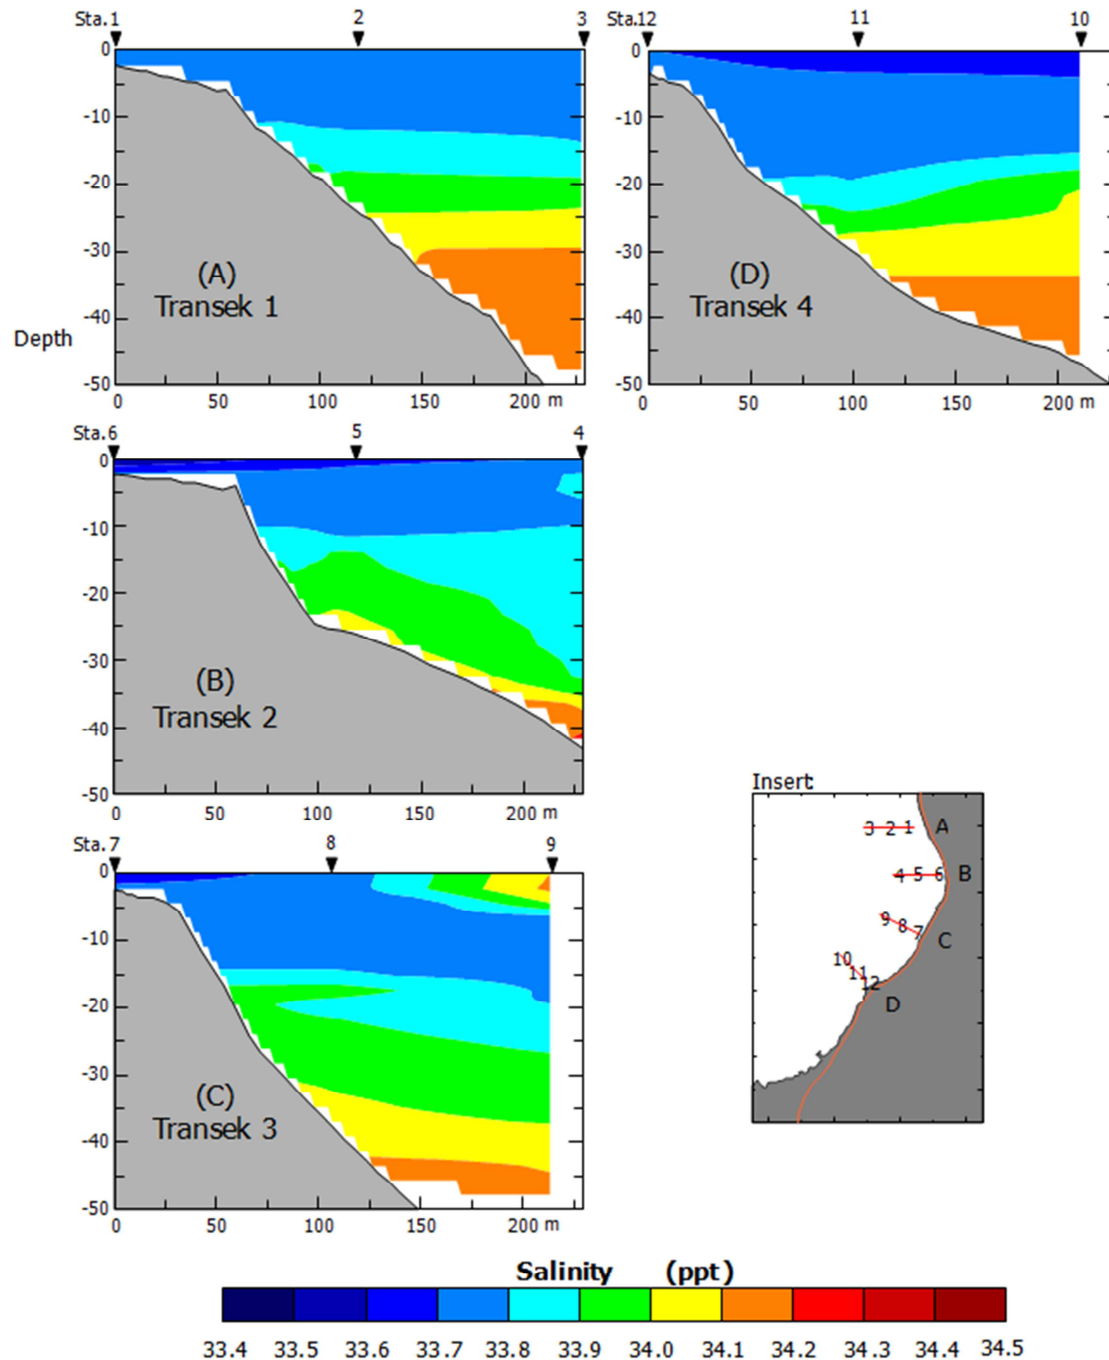 Sta.1 2 3
0
-10
-20
-30
-40
-50
Depth
(A)
Transek 1
0 50 100 150 200 m
Sta.12 11 10
0
-10
-20
-30
-40
-50
(D)
Transek 4
0 50 100 150 200 m
Sta.6 5 4
0
-10
-20
-30
-40
-50
(B)
Transek 2
0 50 100 150 200 m
Sta.7 8 9
0
-10
-20
-30
-40
-50
(C)
Transek 3
0 50 100 150 200 m
Insert
3 2 1 A
4 5 6 B
9 8 7 C
10 11 12 D
Salinity (ppt)
33.4 33.5 33.6 33.7 33.8 33.9 34.0 34.1 34.2 34.3 34.4 34.5